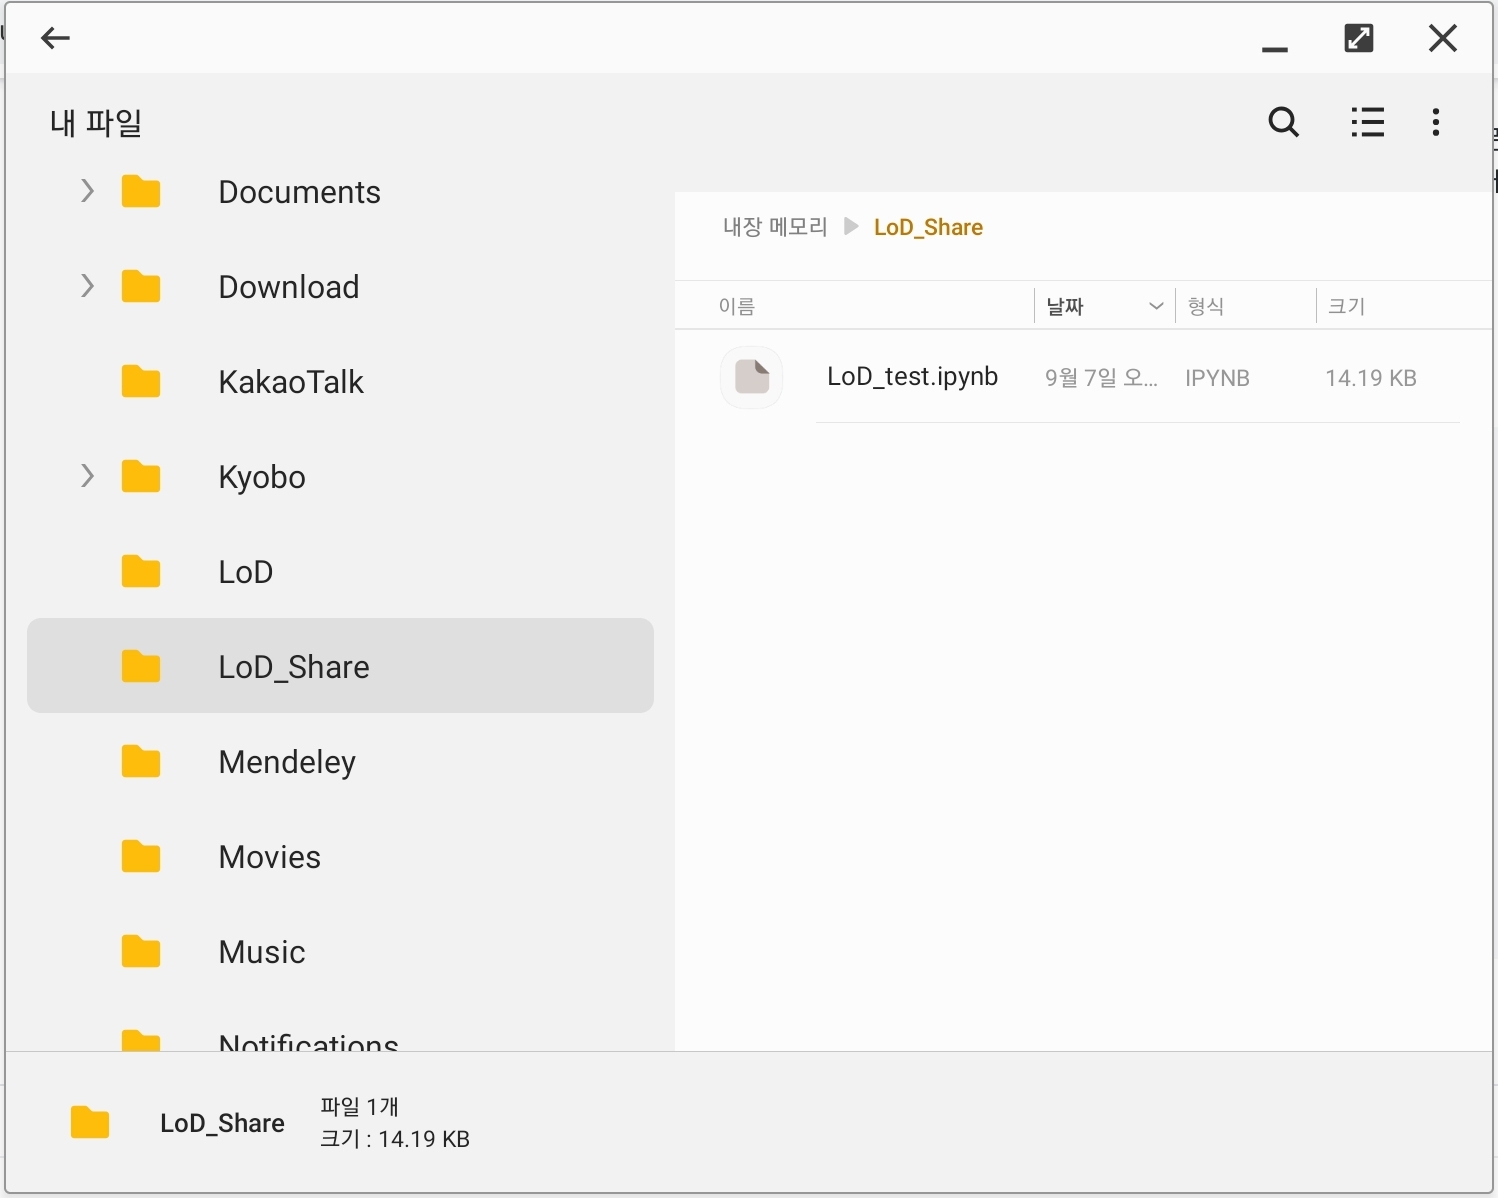 내 파일
Documents
Download
KakaoTalk
Kyobo
LoD
LoD_Share
Mendeley
Movies
Music
Notifications
내장 메모리 ▶ LoD_Share
이름 날짜 형식 크기
LoD_test.ipynb 9월 7일 오... IPYNB 14.19 KB
LoD_Share
파일 1개
크기 : 14.19 KB